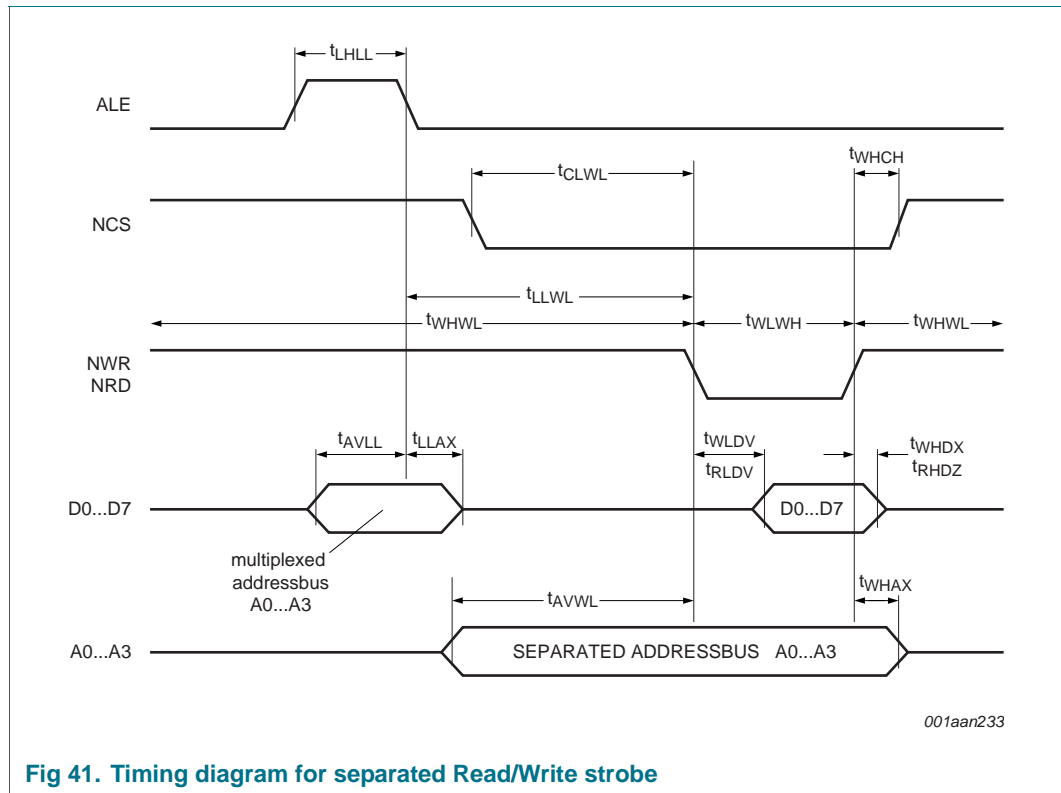 tLHLL
ALE
tCLWL
tWHCH
NCS
tLLWL
tWHWL
tWLWH
tWHWL
NWR
NRD
tAVLL
tLLAX
tWLDV
tRLDV
tWHDX
tRHDZ
D0...D7
D0...D7
multiplexed
addressbus
A0...A3
tAVWL
tWHAX
A0...A3
SEPARATED ADDRESSBUS A0...A3
001aan233
Fig 41. Timing diagram for separated Read/Write strobe